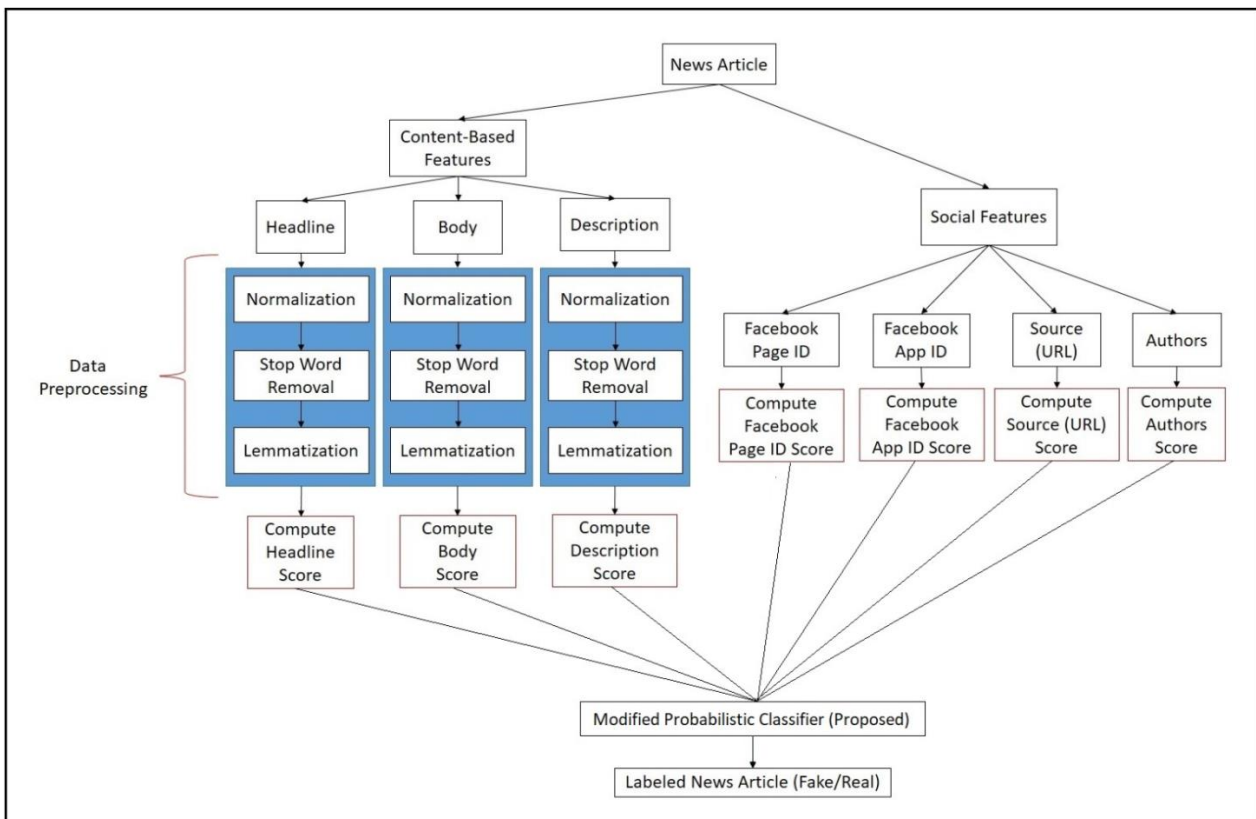 News Article
Content-Based
Features
Social Features
Headline
Body
Description
Data
Preprocessing
Normalization
Stop Word
Removal
Lemmatization
Normalization
Stop Word
Removal
Lemmatization
Normalization
Stop Word
Removal
Lemmatization
Facebook
Page ID
Facebook
App ID
Source
(URL)
Authors
Compute
Facebook
Page ID Score
Compute
Facebook
App ID Score
Compute
Source (URL)
Score
Compute
Authors
Score
Compute
Headline
Score
Compute
Body
Score
Compute
Description
Score
Modified Probabilistic Classifier (Proposed)
Labeled News Article (Fake/Real)